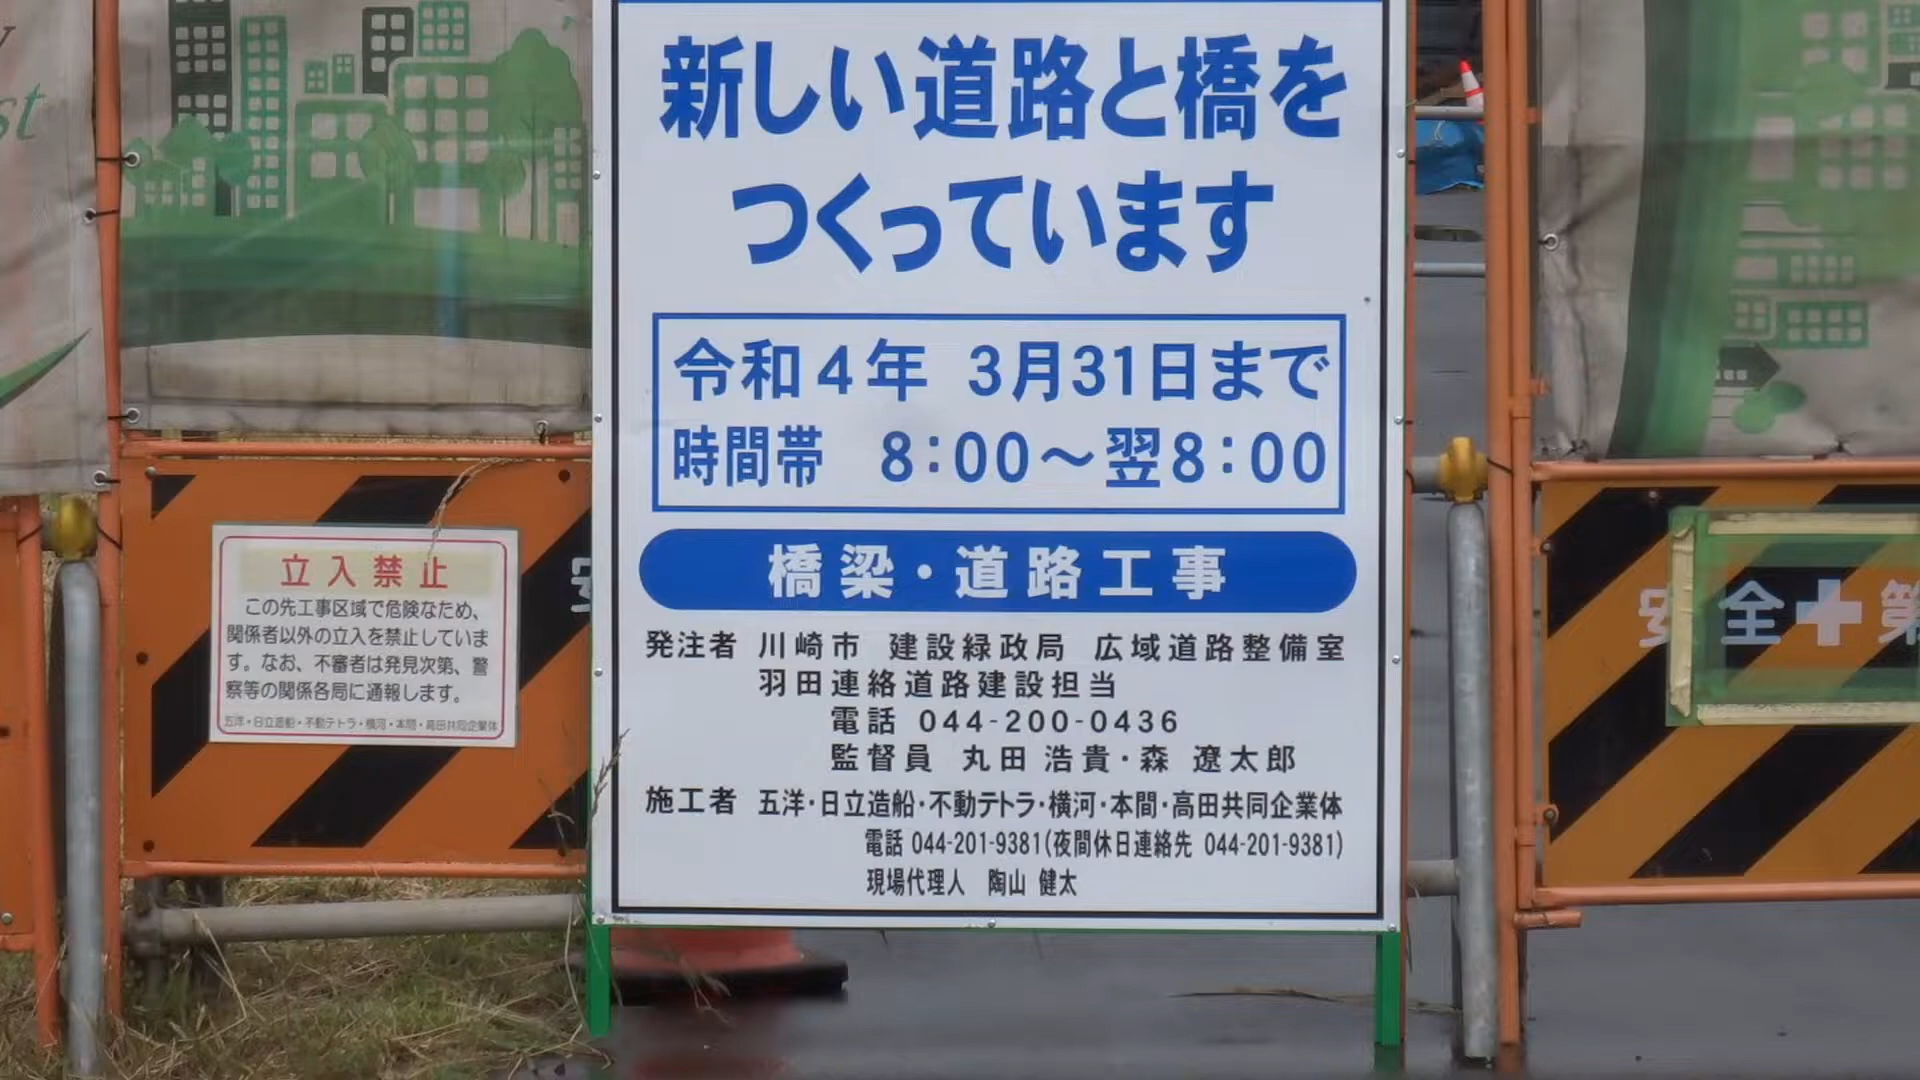 新しい道路と橋を
つくっています
令和4年 3月31日まで
時間帯 8:00〜翌8:00
橋梁・道路工事
発注者 川崎市 建設緑政局 広域道路整備室
羽田連絡道路建設担当
電話 044-200-0436
監督員 丸田 浩貴・森 遼太郎
施工者 五洋・日立造船・不動テトラ・横河・本間・高田共同企業体
電話 044-201-9381(夜間休日連絡先 044-201-9381)
現場代理人 陶山 健太
立入禁止
この先工事区域で危険なため、
関係者以外の立入を禁止していま
す。なお、不審者は発見次第、警
察等の関係各局に通報します。
五洋・日立造船・不動テトラ・横河・本間・高田共同企業体
安全+第